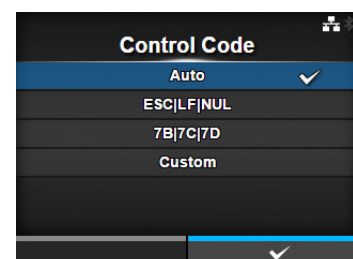 Control Code
Auto
ESC|LF|NUL
7B|7C|7D
Custom